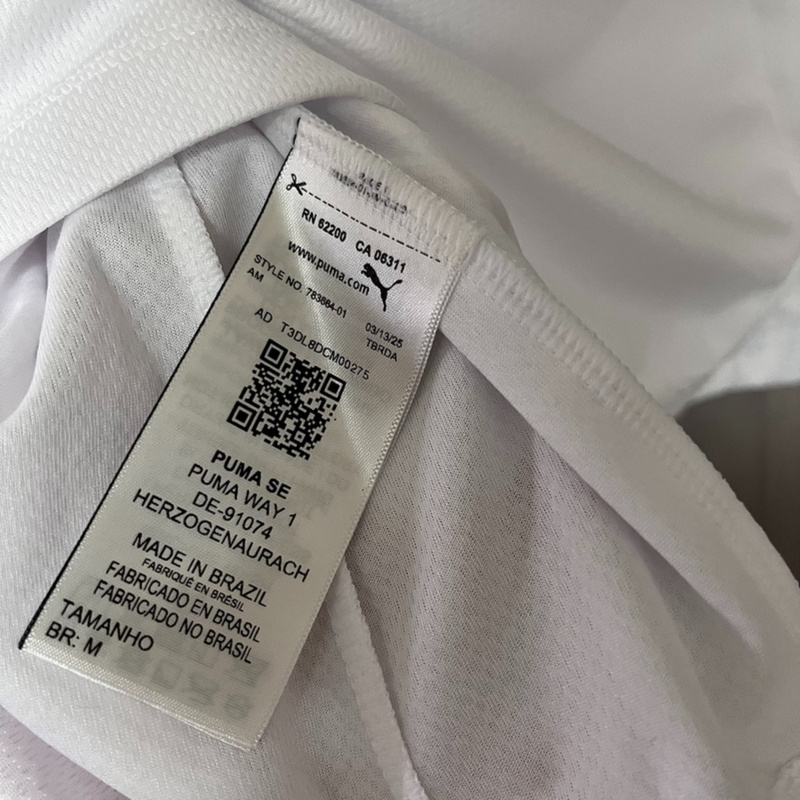 RN 62200 CA 06311
www.puma.com
STYLE NO. 783864-01 03/13/25
AM TBRDA
AD T3DL8DCM00275
PUMA SE
PUMA WAY 1
DE-91074
HERZOGENAURACH
MADE IN BRAZIL
FABRIQUÉ EN BRÉSIL
FABRICADO EN BRASIL
FABRICADO NO BRASIL
TAMANHO
BR: M